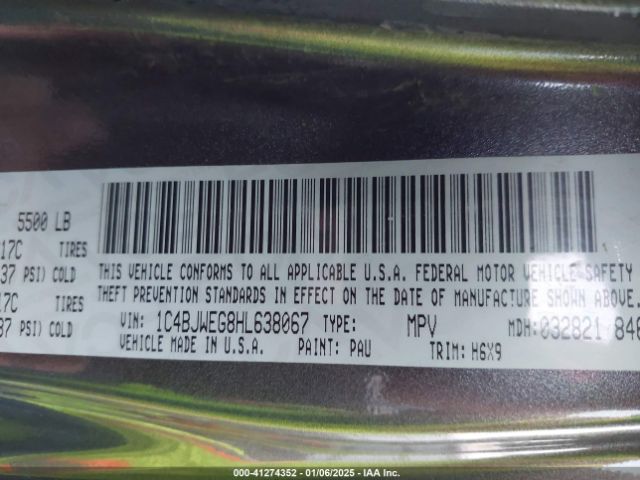 5500 LB
17C TIRES
37 PSI) COLD
17C TIRES
37 PSI) COLD
THIS VEHICLE CONFORMS TO ALL APPLICABLE U.S.A. FEDERAL MOTOR VEHICLE SAFETY
THEFT PREVENTION STANDARDS IN EFFECT ON THE DATE OF MANUFACTURE SHOWN ABOVE.
VIN: 1C4BJWEG8HL638067 TYPE: MPV MDH: 032821
VEHICLE MADE IN U.S.A. PAINT: PAU TRIM: H6X9
000-41274352 - 01/06/2025 - IAA Inc.